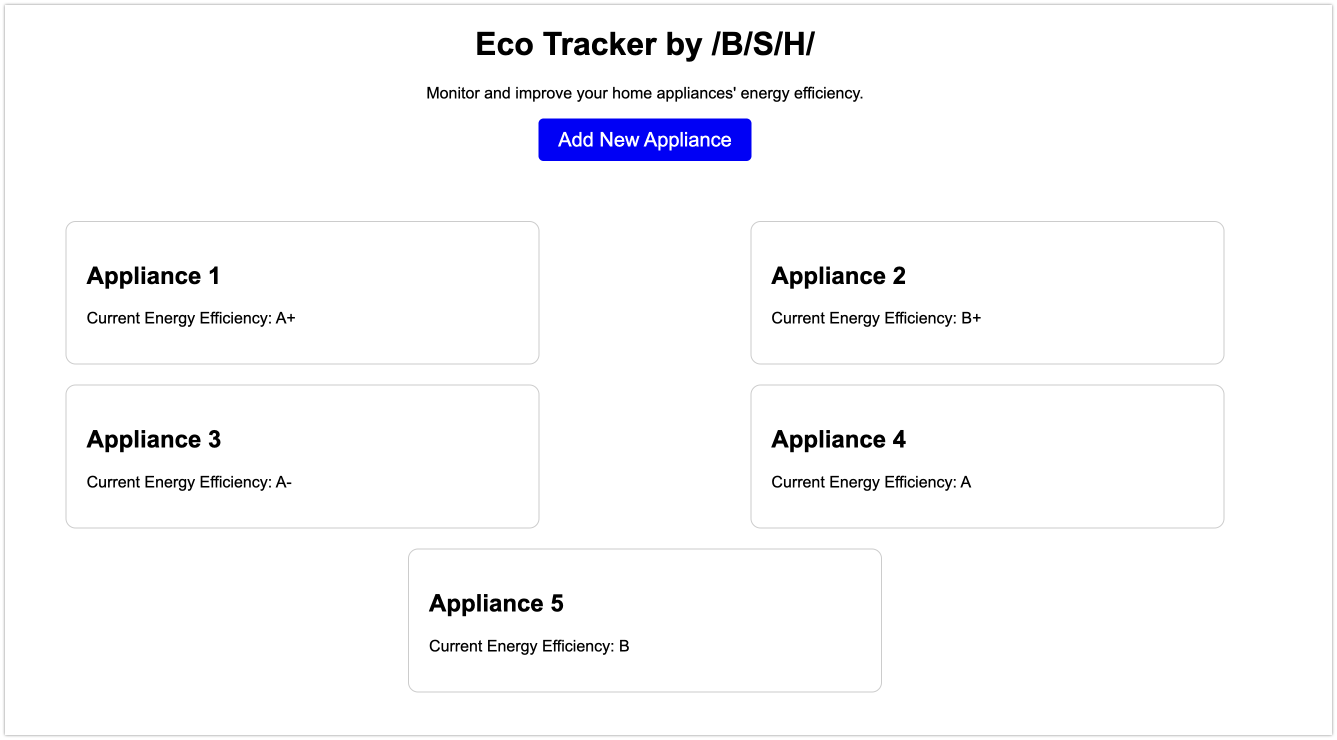 Eco Tracker by /B/S/H/
Monitor and improve your home appliances' energy efficiency.
Add New Appliance
Appliance 1
Current Energy Efficiency: A+
Appliance 2
Current Energy Efficiency: B+
Appliance 3
Current Energy Efficiency: A-
Appliance 4
Current Energy Efficiency: A
Appliance 5
Current Energy Efficiency: B